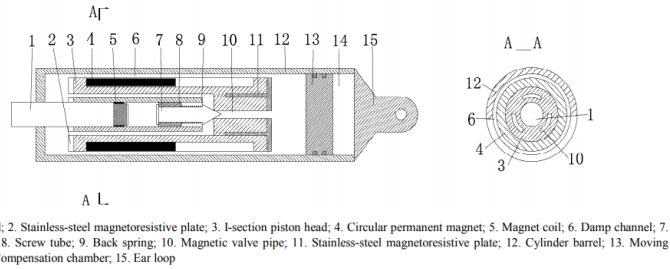 A
1 2 3 4 5 6 7 8 9 10 11 12 13 14 15
A A
12
1
6
4
3
10
A
; 2. Stainless-steel magnetoresistive plate; 3. I-section piston head; 4. Circular permanent magnet; 5. Magnet coil; 6. Damp channel; 7.
8. Screw tube; 9. Back spring; 10. Magnetic valve pipe; 11. Stainless-steel magnetoresistive plate; 12. Cylinder barrel; 13. Moving
ompensation chamber; 15. Ear loop